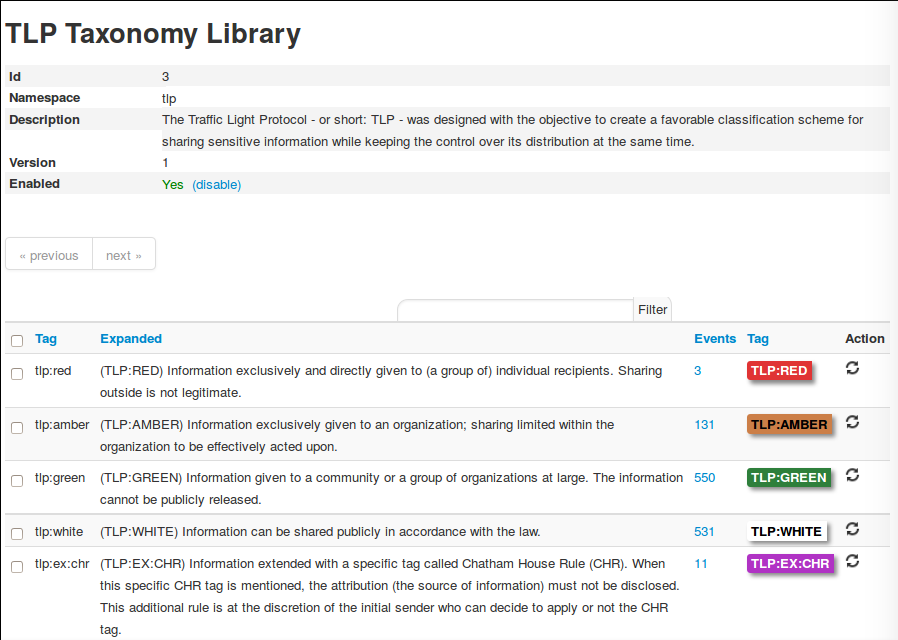 TLP Taxonomy Library
Id 3
Namespace tlp
Description The Traffic Light Protocol - or short: TLP - was designed with the objective to create a favorable classification scheme for
sharing sensitive information while keeping the control over its distribution at the same time.
Version 1
Enabled Yes (disable)
« previous next »
Filter
Tag Expanded Events Tag Action
tlp:red (TLP:RED) Information exclusively and directly given to (a group of) individual recipients. Sharing 3 TLP:RED
outside is not legitimate.
tlp:amber (TLP:AMBER) Information exclusively given to an organization; sharing limited within the 131 TLP:AMBER
organization to be effectively acted upon.
tlp:green (TLP:GREEN) Information given to a community or a group of organizations at large. The information 550 TLP:GREEN
cannot be publicly released.
tlp:white (TLP:WHITE) Information can be shared publicly in accordance with the law. 531 TLP:WHITE
tlp:ex:chr (TLP:EX:CHR) Information extended with a specific tag called Chatham House Rule (CHR). When 11 TLP:EX:CHR
this specific CHR tag is mentioned, the attribution (the source of information) must not be disclosed.
This additional rule is at the discretion of the initial sender who can decide to apply or not the CHR
tag.